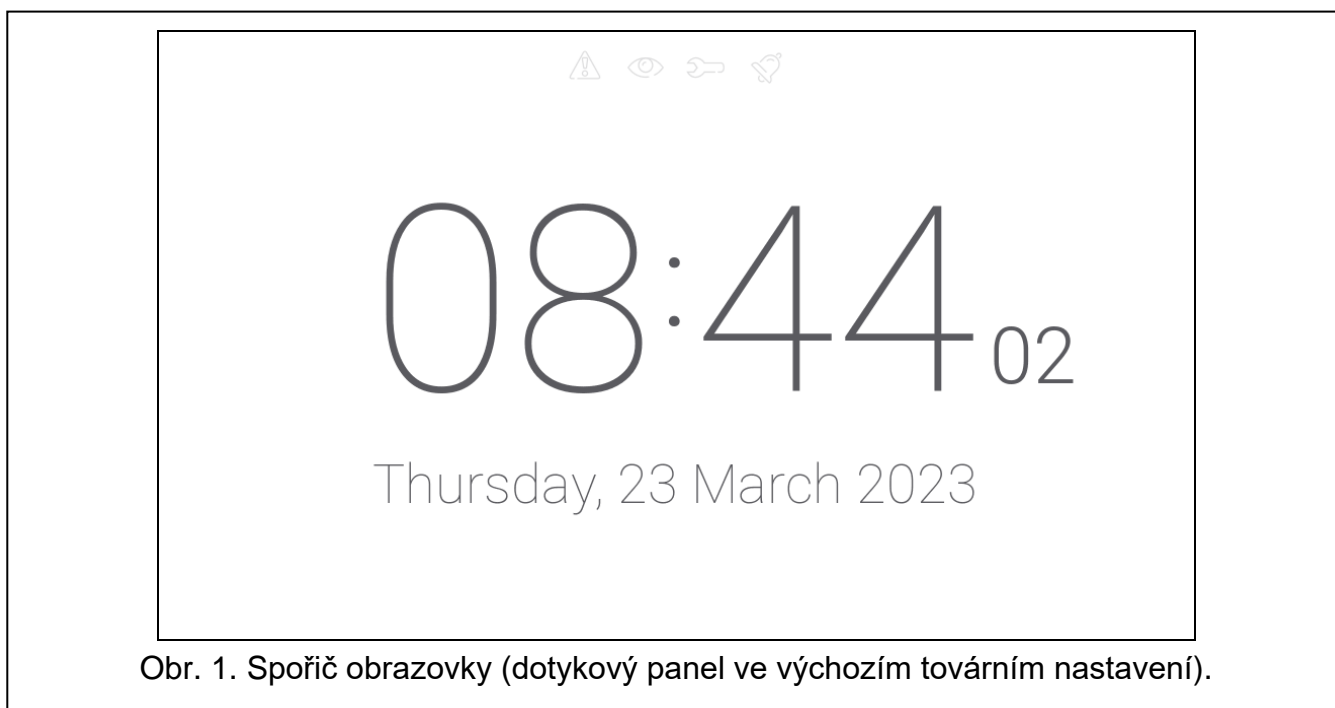 08:44 02
Thursday, 23 March 2023
Obr. 1. Spořič obrazovky (dotykový panel ve výchozím továrním nastavení).